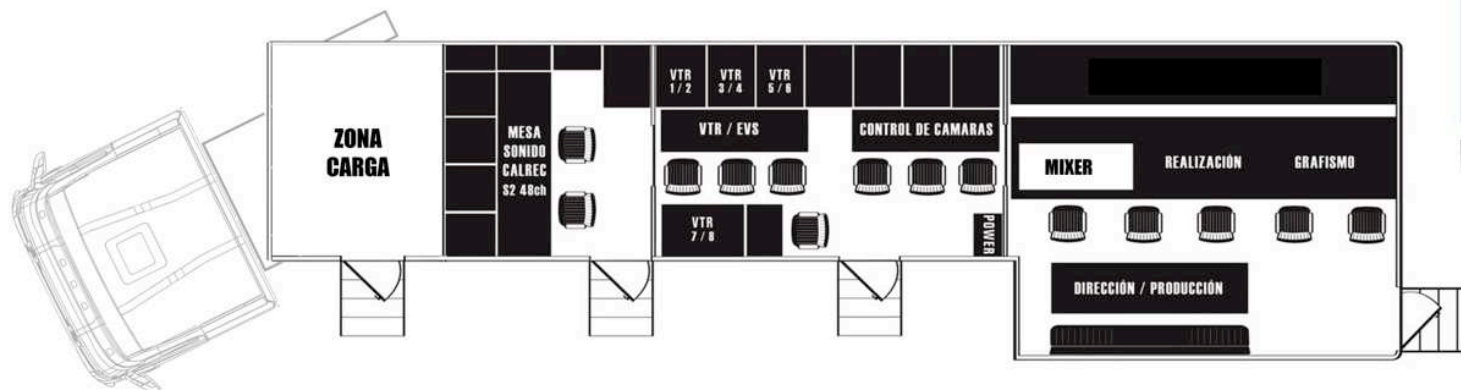 ZONA
CARGA
MESA
SONIDO
CALREC
S2 48ch
VTR
1 / 2
VTR
3 / 4
VTR
5 / 6
VTR / EVS
CONTROL DE CAMARAS
VTR
7 / 8
POWER
MIXER
REALIZACIÓN
GRAFISMO
DIRECCIÓN / PRODUCCIÓN